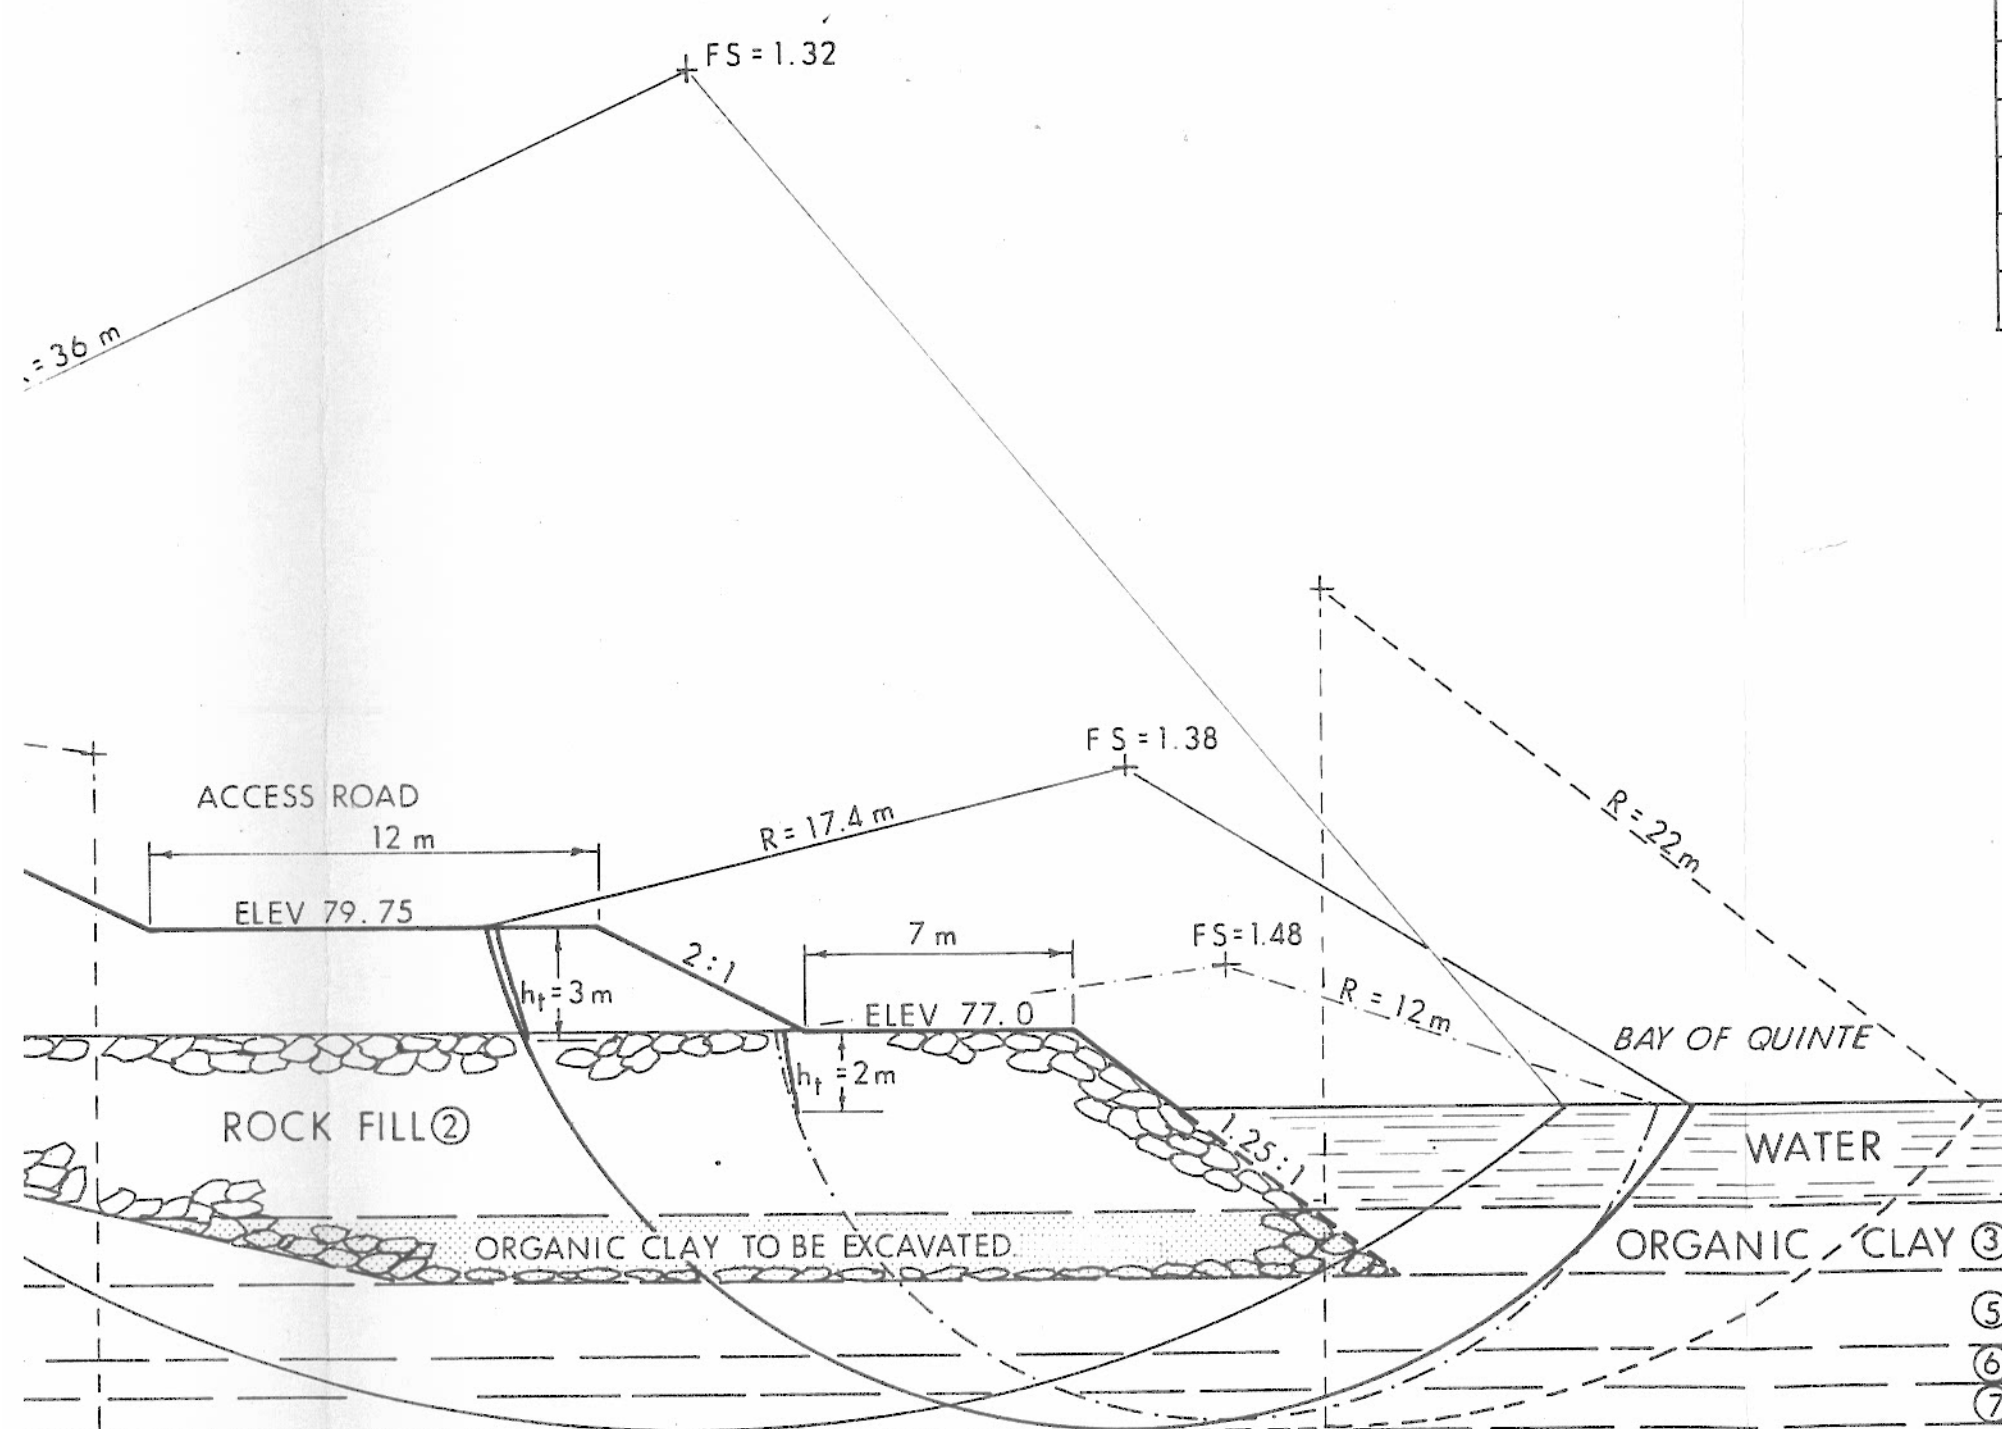 FS = 1.32
= 36 m
FS = 1.38
ACCESS ROAD
12 m
R = 17.4 m
R = 22 m
ELEV 79.75
2:1
7 m
FS=1.48
ht = 3 m
ELEV 77.0
R = 12 m
BAY OF QUINTE
ht = 2 m
ROCK FILL ②
1.25:1
WATER
ORGANIC CLAY TO BE EXCAVATED
ORGANIC CLAY ③
⑤
⑥
⑦